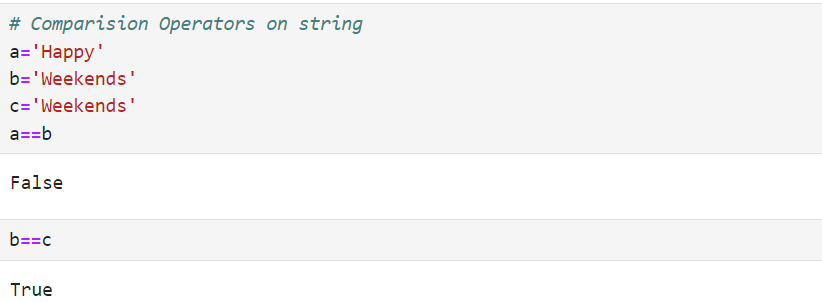 # Comparision Operators on string
a='Happy'
b='Weekends'
c='Weekends'
a==b
False
b==c
True